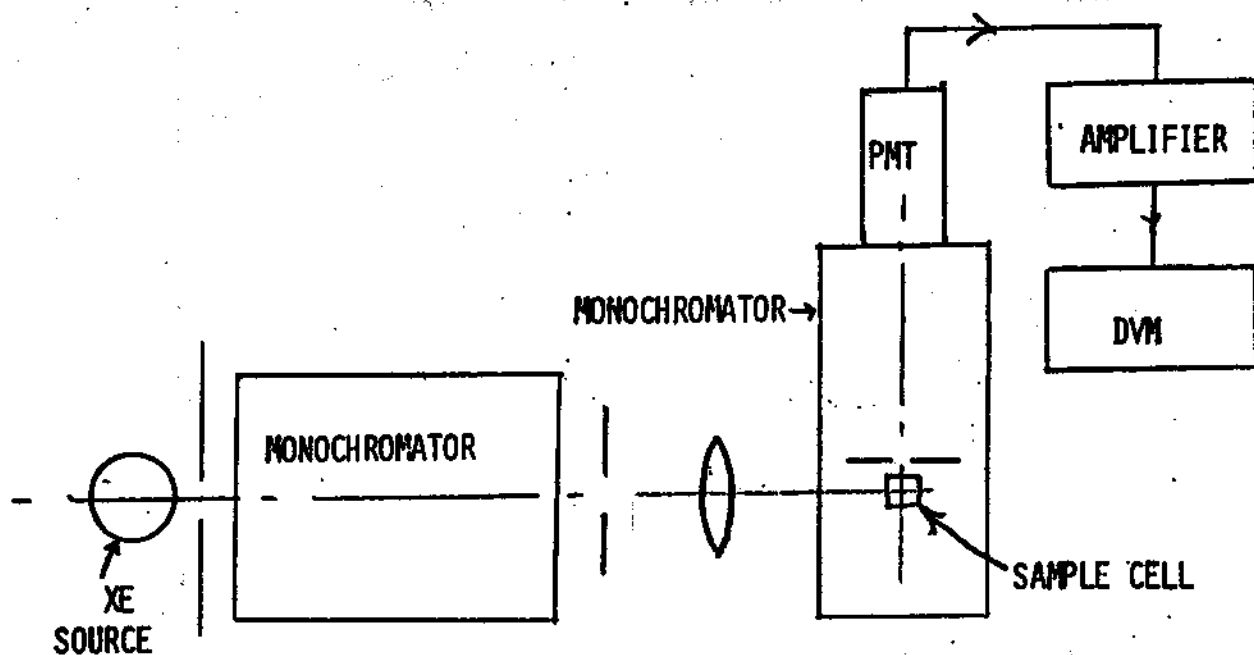 PMT
AMPLIFIER
MONOCHROMATOR→
DVM
MONOCHROMATOR
XE
SOURCE
SAMPLE CELL